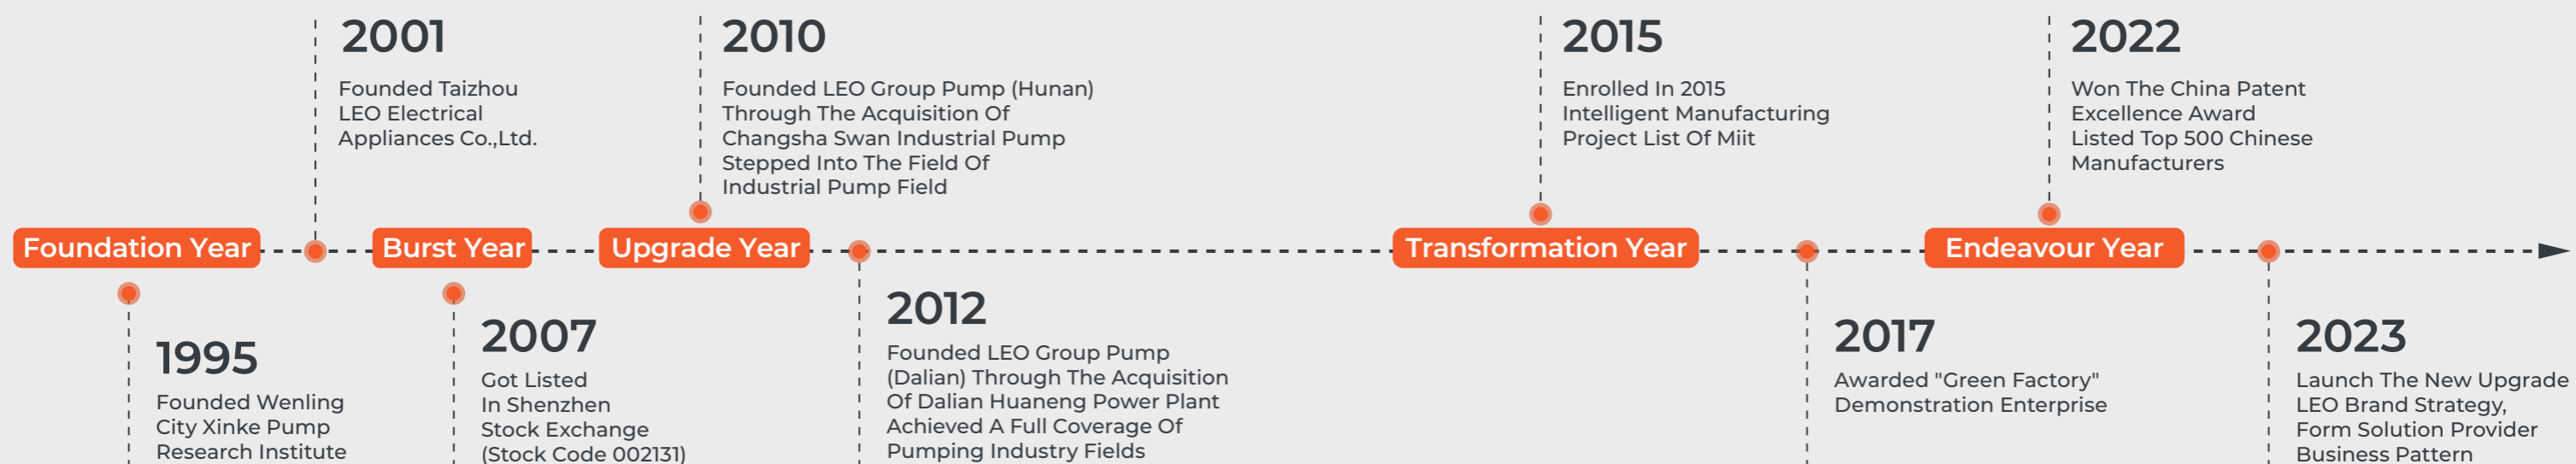 2001
Founded Taizhou
LEO Electrical
Appliances Co.,Ltd.
2010
Founded LEO Group Pump (Hunan)
Through The Acquisition Of
Changsha Swan Industrial Pump
Stepped Into The Field Of
Industrial Pump Field
2015
Enrolled In 2015
Intelligent Manufacturing
Project List Of Miit
2022
Won The China Patent
Excellence Award
Listed Top 500 Chinese
Manufacturers
Foundation Year
Burst Year
Upgrade Year
Transformation Year
Endeavour Year
1995
Founded Wenling
City Xinke Pump
Research Institute
2007
Got Listed
In Shenzhen
Stock Exchange
(Stock Code 002131)
2012
Founded LEO Group Pump
(Dalian) Through The Acquisition
Of Dalian Huaneng Power Plant
Achieved A Full Coverage Of
Pumping Industry Fields
2017
Awarded "Green Factory"
Demonstration Enterprise
2023
Launch The New Upgrade
LEO Brand Strategy,
Form Solution Provider
Business Pattern